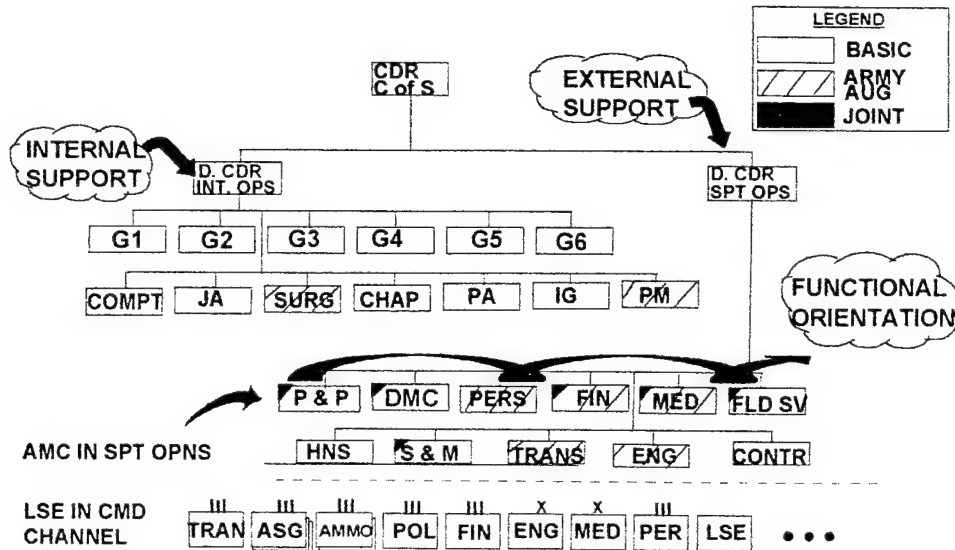 LEGEND
BASIC
ARMY
AUG
JOINT
CDR
C of S
EXTERNAL
SUPPORT
INTERNAL
SUPPORT
D. CDR
INT. OPS
D. CDR
SPT OPS
G1 G2 G3 G4 G5 G6
COMPT JA SURG CHAP PA IG PM
FUNCTIONAL
ORIENTATION
P & P DMC PERS FIN MED FLD SV
AMC IN SPT OPNS
HNS S & M TRANS ENG CONTR
LSE IN CMD
CHANNEL
III III III III III X X III
TRAN ASG AMMO POL FIN ENG MED PER LSE • • •